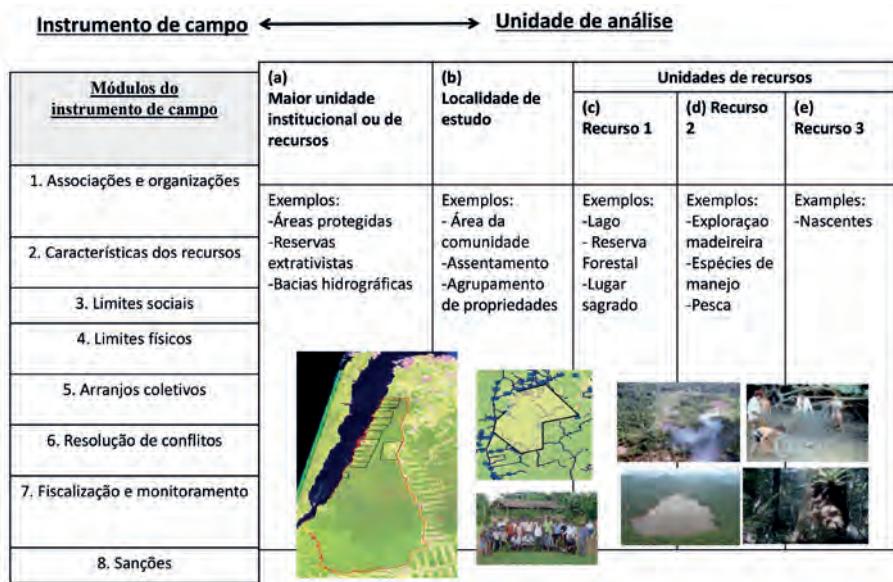 Instrumento de campo
Unidade de análise
Módulos do
instrumento de campo
1. Associações e organizações
2. Características dos recursos
3. Limites sociais
4. Limites físicos
5. Arranjos coletivos
6. Resolução de conflitos
7. Fiscalização e monitoramento
8. Sanções
(a)
Maior unidade
institucional ou de
recursos
Exemplos:
-Áreas protegidas
-Reservas
extrativistas
-Bacias hidrográficas
(b)
Localidade de
estudo
Exemplos:
- Área da
comunidade
-Assentamento
-Agrupamento
de propriedades
Unidades de recursos
(c)
Recurso 1
Exemplos:
-Lago
- Reserva
Forestal
-Lugar
sagrado
(d) Recurso
2
Exemplos:
-Exploraçao
madeireira
-Espécies de
manejo
-Pesca
(e)
Recurso 3
Examples:
-Nascentes